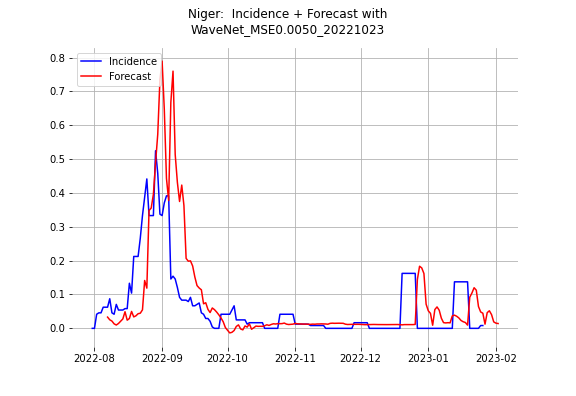 Niger:  Incidence + Forecast with
WaveNet_MSE0.0050_20221023
Incidence
Forecast
0.8
0.7
0.6
0.5
0.4
0.3
0.2
0.1
0.0
2022-08 2022-09 2022-10 2022-11 2022-12 2023-01 2023-02